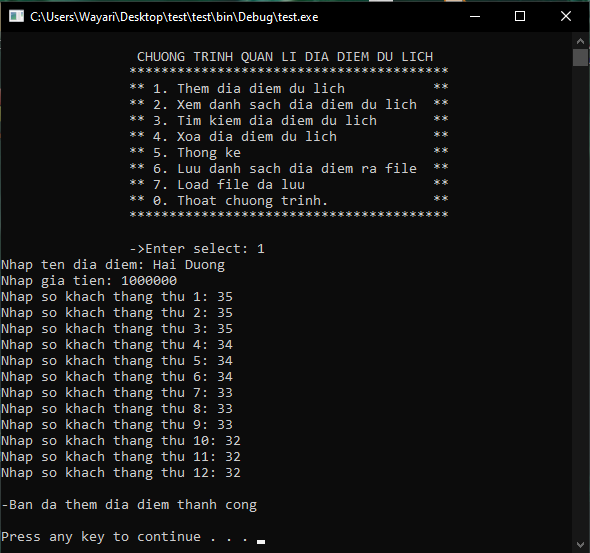 C:\Users\Wayari\Desktop\test\test\bin\Debug\test.exe
CHUONG TRINH QUAN LI DIA DIEM DU LICH
****************************************
** 1. Them dia diem du lich           **
** 2. Xem danh sach dia diem du lich  **
** 3. Tim kiem dia diem du lich       **
** 4. Xoa dia diem du lich            **
** 5. Thong ke                        **
** 6. Luu danh sach dia diem ra file  **
** 7. Load file da luu                **
** 0. Thoat chuong trinh.             **
****************************************
->Enter select: 1
Nhap ten dia diem: Hai Duong
Nhap gia tien: 1000000
Nhap so khach thang thu 1: 35
Nhap so khach thang thu 2: 35
Nhap so khach thang thu 3: 35
Nhap so khach thang thu 4: 34
Nhap so khach thang thu 5: 34
Nhap so khach thang thu 6: 34
Nhap so khach thang thu 7: 33
Nhap so khach thang thu 8: 33
Nhap so khach thang thu 9: 33
Nhap so khach thang thu 10: 32
Nhap so khach thang thu 11: 32
Nhap so khach thang thu 12: 32
-Ban da them dia diem thanh cong
Press any key to continue . . .